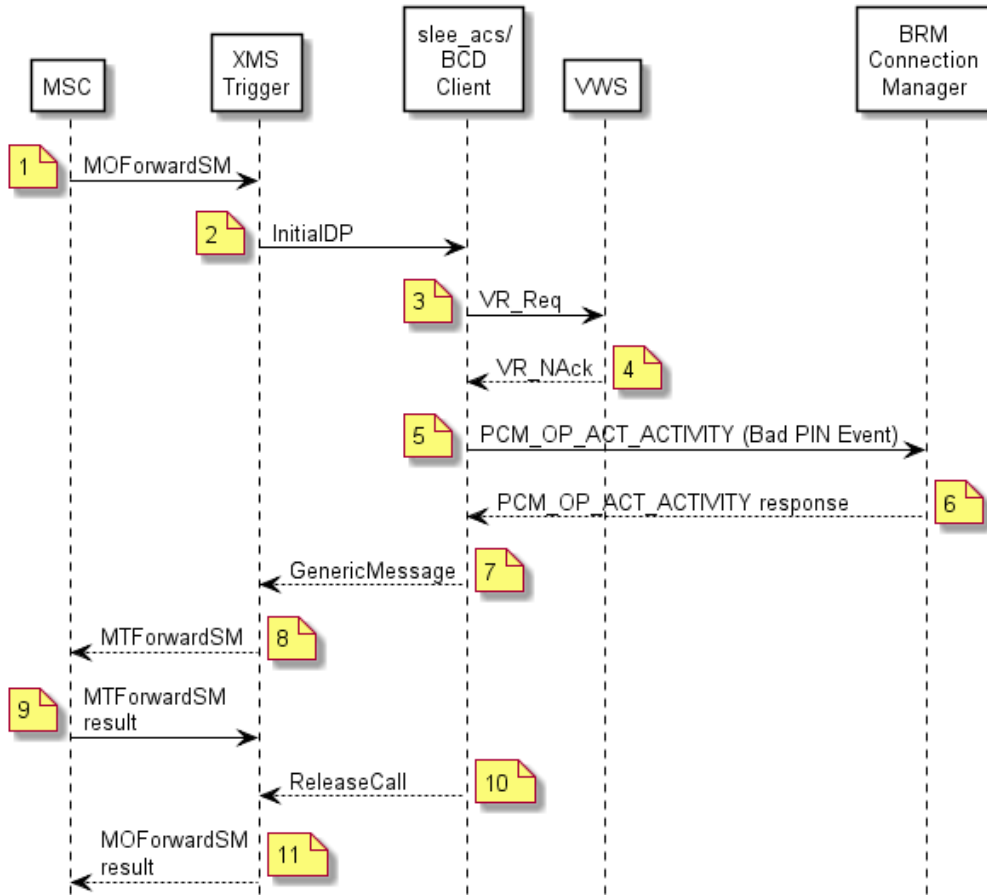 MSC
XMS
Trigger
slee_acs/
BCD
Client
VWS
BRM
Connection
Manager
1
MOForwardSM
2
InitialDP
3
VR_Req
VR_NAck
4
5
PCM_OP_ACT_ACTIVITY (Bad PIN Event)
PCM_OP_ACT_ACTIVITY response
6
GenericMessage
7
MTForwardSM
8
9
MTForwardSM
result
ReleaseCall
10
MOForwardSM
result
11